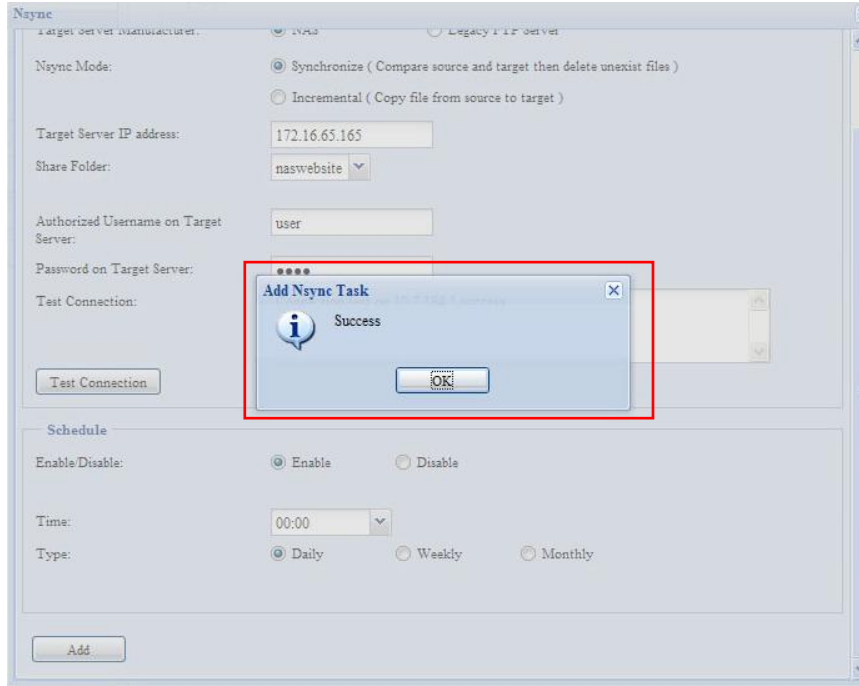 Nsync
Target Server Manufacturer: NAS Legacy FTP Server
Nsync Mode: Synchronize ( Compare source and target then delete unexist files )
Incremental ( Copy file from source to target )
Target Server IP address: 172.16.65.165
Share Folder: naswebsite
Authorized Username on Target user
Server:
Password on Target Server: ●●●●
Test Connection:
Add Nsync Task
Success
OK
Test Connection
Schedule
Enable/Disable: Enable Disable
Time: 00:00
Type: Daily Weekly Monthly
Add